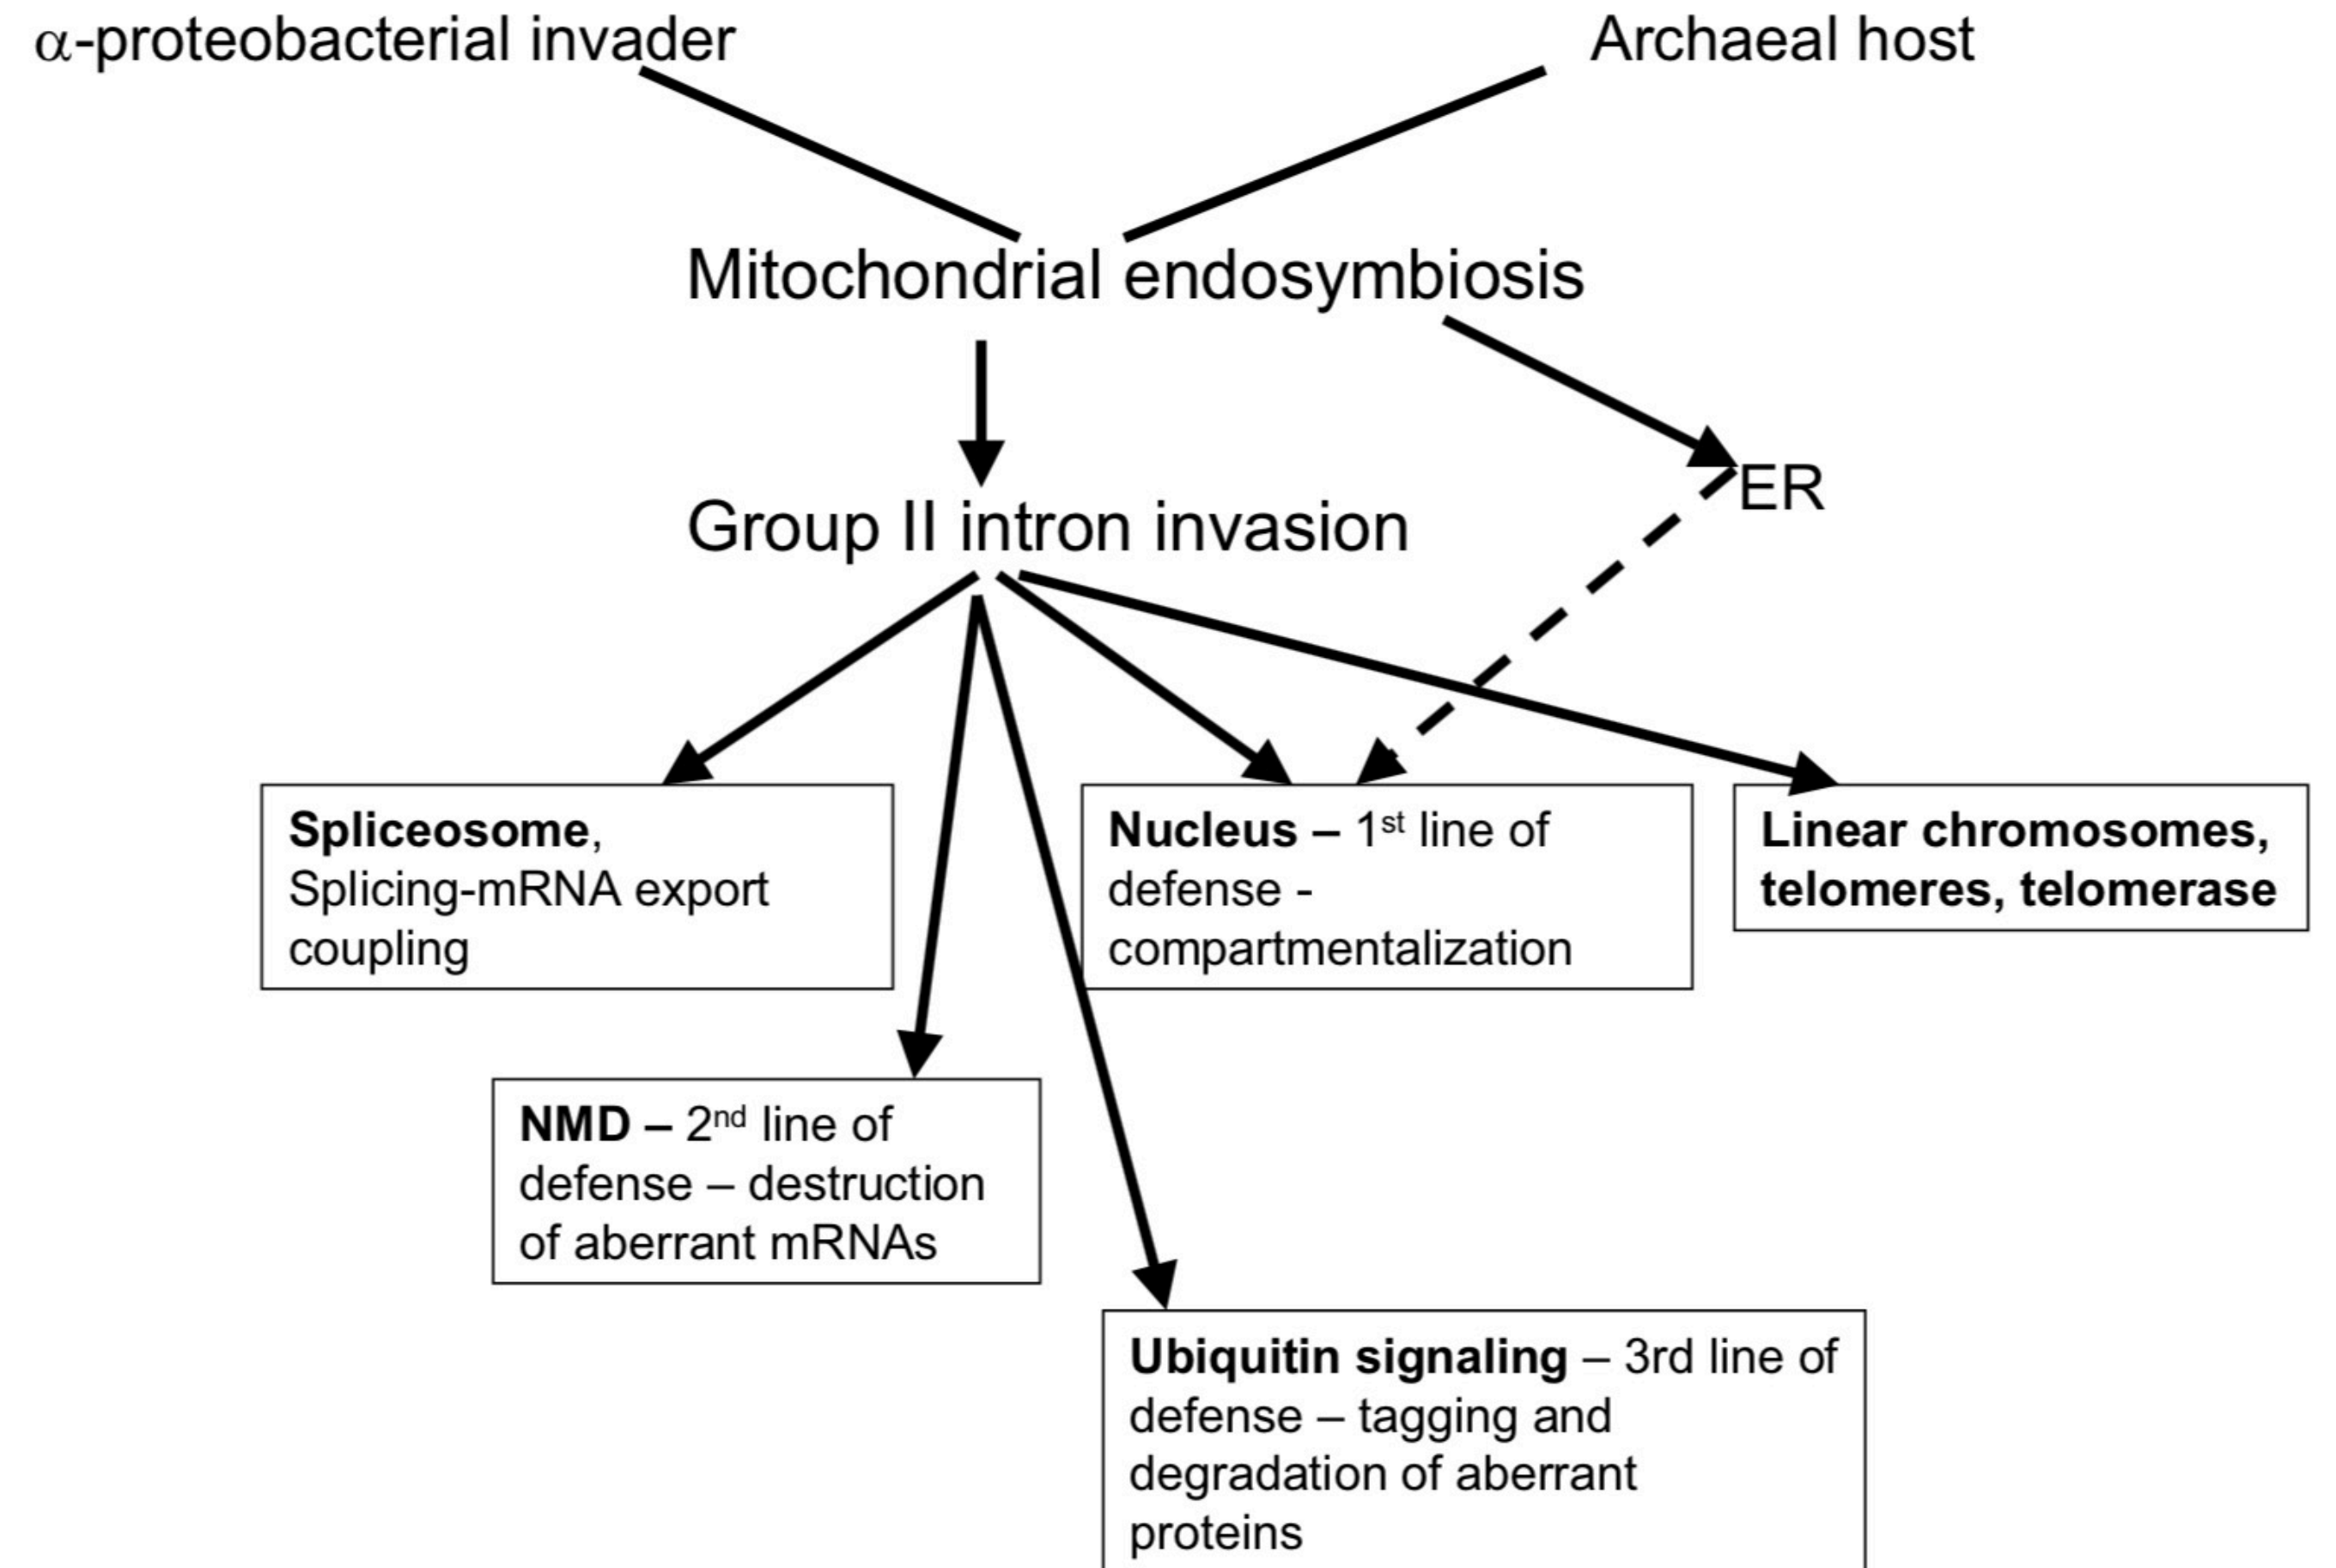 α-proteobacterial invader
Archaeal host
Mitochondrial endosymbiosis
ER
Group II intron invasion
Spliceosome,
Splicing-mRNA export
coupling
Nucleus – 1st line of
defense -
compartmentalization
Linear chromosomes,
telomeres, telomerase
NMD – 2nd line of
defense – destruction
of aberrant mRNAs
Ubiquitin signaling – 3rd line of
defense – tagging and
degradation of aberrant
proteins